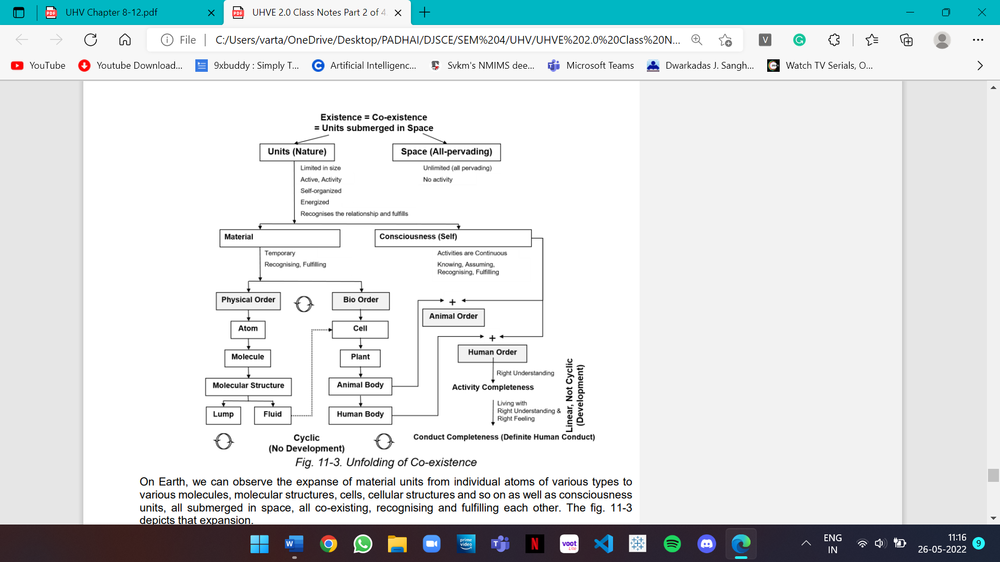 UHV Chapter 8-12.pdf
UHVE 2.0 Class Notes Part 2 of 4
File
C:/Users/varta/OneDrive/Desktop/PADHAI/DJSCE/SEM%204/UHV/UHVE%202.0%20Class%20N...
YouTube
Youtube Download...
9xbuddy : Simply T...
Artificial Intelligenc...
Svkm's NMIMS dee...
Microsoft Teams
Dwarkadas J. Sangh...
Watch TV Serials, O...
Existence = Co-existence
= Units submerged in Space
Units (Nature)
Space (All-pervading)
Limited in size
Active, Activity
Self-organized
Energized
Recognises the relationship and fulfills
Unlimited (all pervading)
No activity
Material
Consciousness (Self)
Temporary
Recognising, Fulfilling
Activities are Continuous
Knowing, Assuming,
Recognising, Fulfilling
Physical Order
Bio Order
+
Animal Order
Atom
Cell
+
Human Order
Molecule
Plant
Right Understanding
Molecular Structure
Animal Body
Activity Completeness
Lump
Fluid
Human Body
Living with
Right Understanding &
Right Feeling
Linear, Not Cyclic
(Development)
Cyclic
(No Development)
Conduct Completeness (Definite Human Conduct)
Fig. 11-3. Unfolding of Co-existence
On Earth, we can observe the expanse of material units from individual atoms of various types to
various molecules, molecular structures, cells, cellular structures and so on as well as consciousness
units, all submerged in space, all co-existing, recognising and fulfilling each other. The fig. 11-3
depicts that expansion.
W
prime
video
T
N
voot
Lite
ENG
IN
11:16
26-05-2022
9